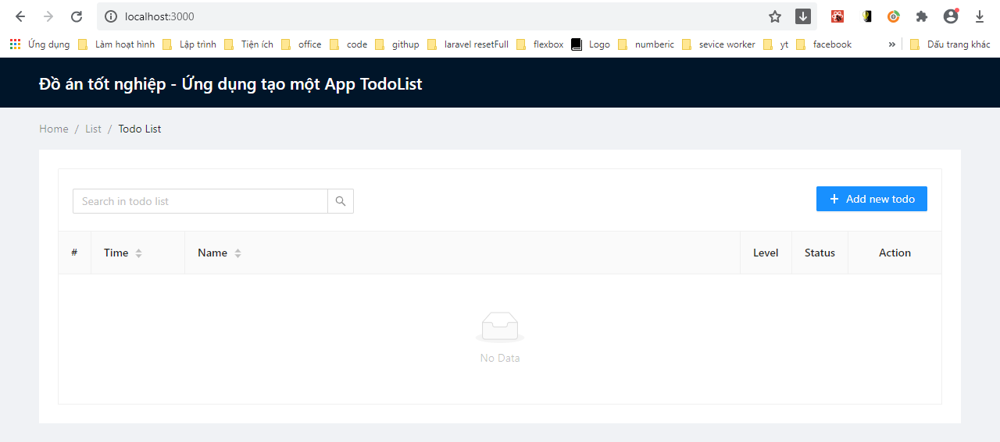 localhost:3000
Ứng dụng Làm hoạt hình Lập trình Tiện ích office code githup laravel resetFull flexbox Logo numberic sevice worker yt facebook » Dấu trang khác
Đồ án tốt nghiệp - Ứng dụng tạo một App TodoList
Home / List / Todo List
Search in todo list + Add new todo
# Time Name Level Status Action
No Data